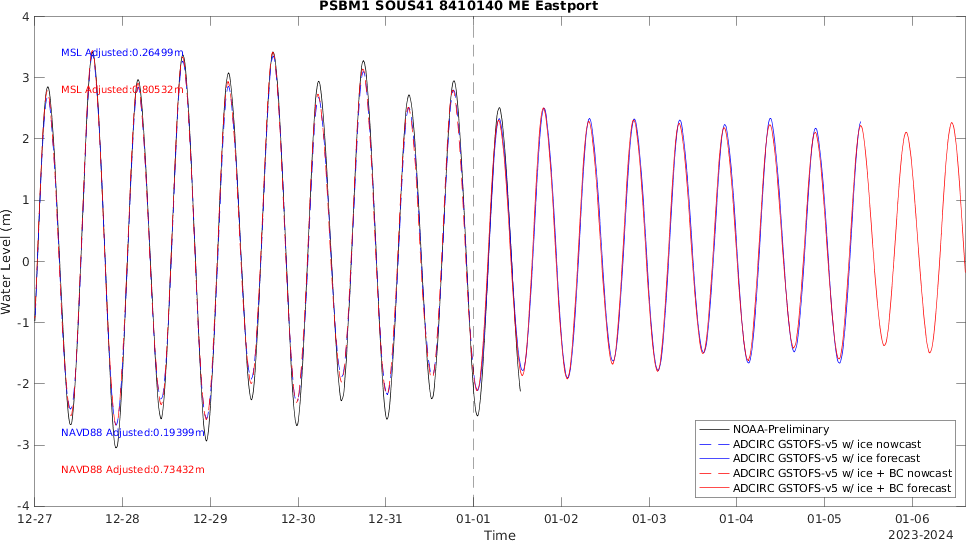 PSBM1 SOUS41 8410140 ME Eastport
4
3
2
1
0
-1
-2
-3
-4
Water Level (m)
MSL Adjusted:0.26499m
MSL Adjusted:0.80532m
NAVD88 Adjusted:0.19399m
NAVD88 Adjusted:0.73432m
NOAA-Preliminary
ADCIRC GSTOFS-v5 w/ ice nowcast
ADCIRC GSTOFS-v5 w/ ice forecast
ADCIRC GSTOFS-v5 w/ ice + BC nowcast
ADCIRC GSTOFS-v5 w/ ice + BC forecast
12-27 12-28 12-29 12-30 12-31 01-01 01-02 01-03 01-04 01-05 01-06
Time
2023-2024